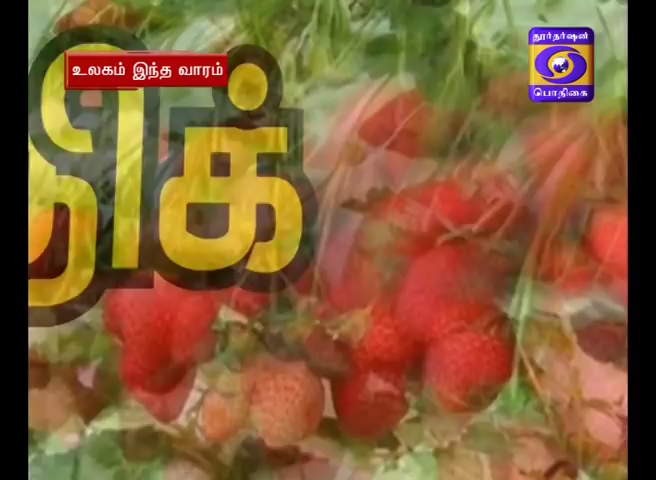 உலகம் இந்த வாரம்
தூர்தர்ஷன்
பொதிகை
திக்